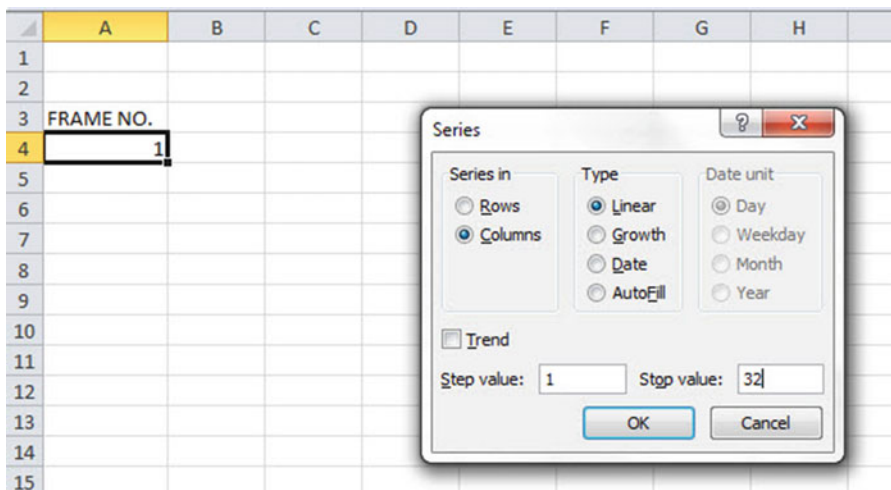 A B C D E F G H
1
2
3 FRAME NO.
4 1
5
6
7
8
9
10
11
12
13
14
15
Series
?
Series in Type Date unit
Rows Linear Day
Columns Growth Weekday
Date Month
AutoFill Year
Trend
Step value: 1 Stop value: 32
OK Cancel